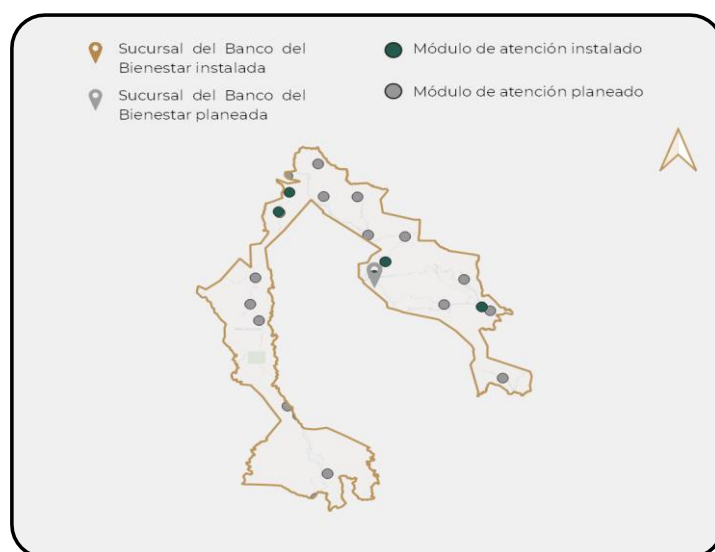 Sucursal del Banco del
Bienestar instalada
Sucursal del Banco del
Bienestar planeada
Módulo de atención instalado
Módulo de atención planeado